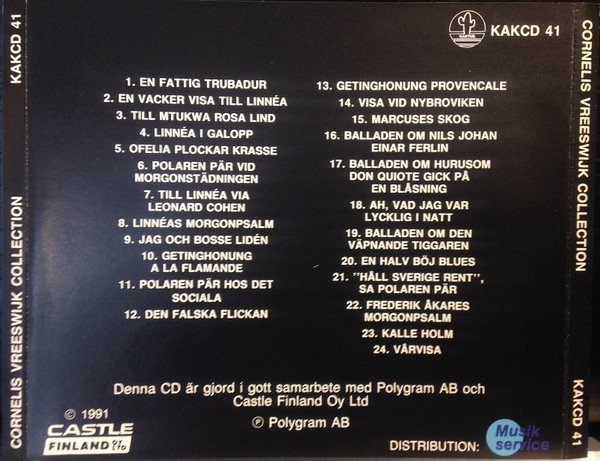 CORNELIS VREESWIJK COLLECTION
KAKCD 41
KAKCD 41
1. EN FATTIG TRUBADUR
2. EN VACKER VISA TILL LINNÉA
3. TILL MTUKWA ROSA LIND
4. LINNÉA I GALOPP
5. OFELIA PLOCKAR KRASSE
6. POLAREN PÄR VID
MORGONSTÄDNINGEN
7. TILL LINNÉA VIA
LEONARD COHEN
8. LINNÉAS MORGONPSALM
9. JAG OCH BOSSE LIDÉN
10. GETINGHONUNG
A LA FLAMANDE
11. POLAREN PÄR HOS DET
SOCIALA
12. DEN FALSKA FLICKAN
13. GETINGHONUNG PROVENCALE
14. VISA VID NYBROVIKEN
15. MARCUSES SKOG
16. BALLADEN OM NILS JOHAN
EINAR FERLIN
17. BALLADEN OM HURUSOM
DON QUIOTE GICK PÅ
EN BLÅSNING
18. AH, VAD JAG VAR
LYCKLIG I NATT
19. BALLADEN OM DEN
VÄPNANDE TIGGAREN
20. EN HALV BÖJ BLUES
21. "HÅLL SVERIGE RENT",
SA POLAREN PÄR
22. FREDERIK ÅKARES
MORGONPSALM
23. KALLE HOLM
24. VÅRVISA
Denna CD är gjord i gott samarbete med Polygram AB och
Castle Finland Oy Ltd
© 1991
CASTLE
FINLAND OY LTD
℗ Polygram AB
DISTRIBUTION:
Musik
service
CORNELIS VREESWIJK COLLECTION
KAKCD 41